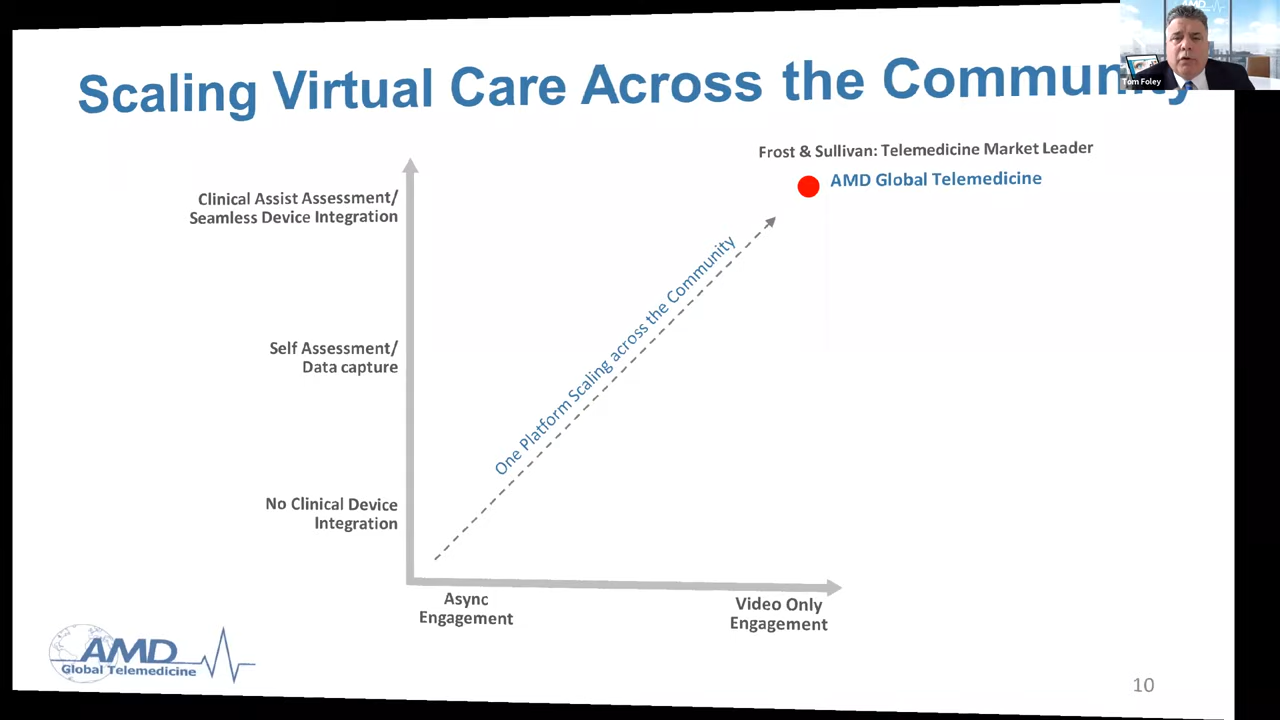 Scaling Virtual Care Across the Community
Tom Foley
Frost & Sullivan: Telemedicine Market Leader
AMD Global Telemedicine
Clinical Assist Assessment/
Seamless Device Integration
One Platform Scaling across the Community
Self Assessment/
Data capture
No Clinical Device
Integration
Async
Engagement
Video Only
Engagement
AMD
Global Telemedicine
10